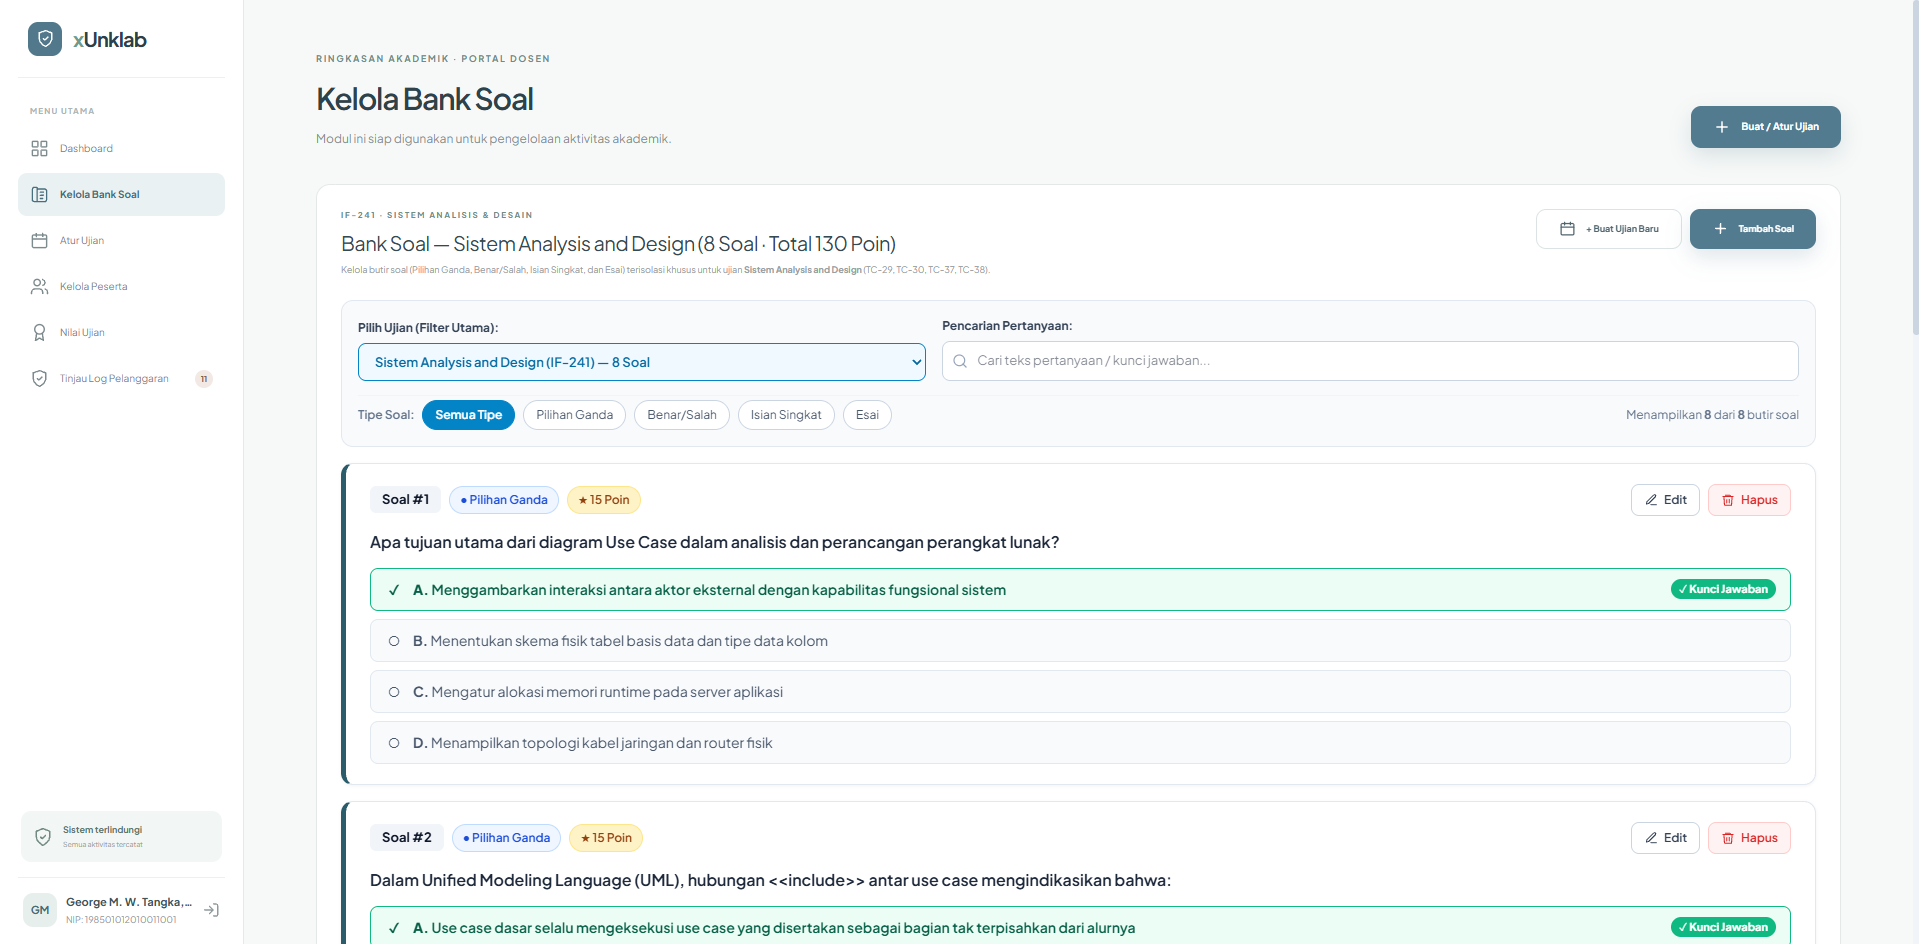 xUnklab
MENU UTAMA
Dashboard
Kelola Bank Soal
Atur Ujian
Kelola Peserta
Nilai Ujian
Tinjau Log Pelanggaran 11
Sistem terlindungi
Semua aktivitas tercatat
GM
George M. W. Tangka,...
NIP: 198501012010011001
RINGKASAN AKADEMIK · PORTAL DOSEN
Kelola Bank Soal
Modul ini siap digunakan untuk pengelolaan aktivitas akademik.
Buat / Atur Ujian
IF-241 · SISTEM ANALISIS & DESAIN
Bank Soal — Sistem Analysis and Design (8 Soal · Total 130 Poin)
Kelola butir soal (Pilihan Ganda, Benar/Salah, Isian Singkat, dan Esai) terisolasi khusus untuk ujian Sistem Analysis and Design (TC-29, TC-30, TC-37, TC-38).
+ Buat Ujian Baru
Tambah Soal
Pilih Ujian (Filter Utama):
Sistem Analysis and Design (IF-241) — 8 Soal
Pencarian Pertanyaan:
Cari teks pertanyaan / kunci jawaban...
Tipe Soal: Semua Tipe Pilihan Ganda Benar/Salah Isian Singkat Esai
Menampilkan 8 dari 8 butir soal
Soal #1 ● Pilihan Ganda ★ 15 Poin
Edit Hapus
Apa tujuan utama dari diagram Use Case dalam analisis dan perancangan perangkat lunak?
✓ A. Menggambarkan interaksi antara aktor eksternal dengan kapabilitas fungsional sistem ✓ Kunci Jawaban
○ B. Menentukan skema fisik tabel basis data dan tipe data kolom
○ C. Mengatur alokasi memori runtime pada server aplikasi
○ D. Menampilkan topologi kabel jaringan dan router fisik
Soal #2 ● Pilihan Ganda ★ 15 Poin
Edit Hapus
Dalam Unified Modeling Language (UML), hubungan <<include>> antar use case mengindikasikan bahwa:
✓ A. Use case dasar selalu mengeksekusi use case yang disertakan sebagai bagian tak terpisahkan dari alurnya ✓ Kunci Jawaban